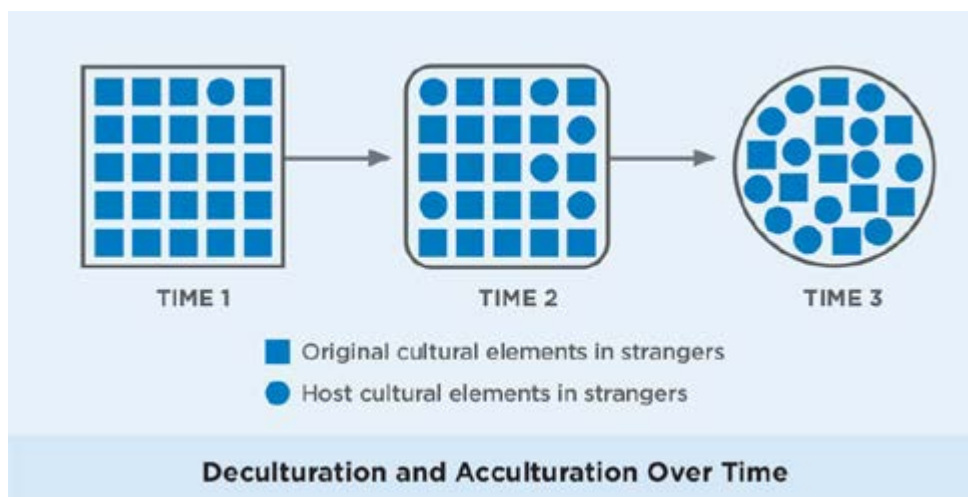 TIME 1
TIME 2
TIME 3
Original cultural elements in strangers
Host cultural elements in strangers
Deculturation and Acculturation Over Time